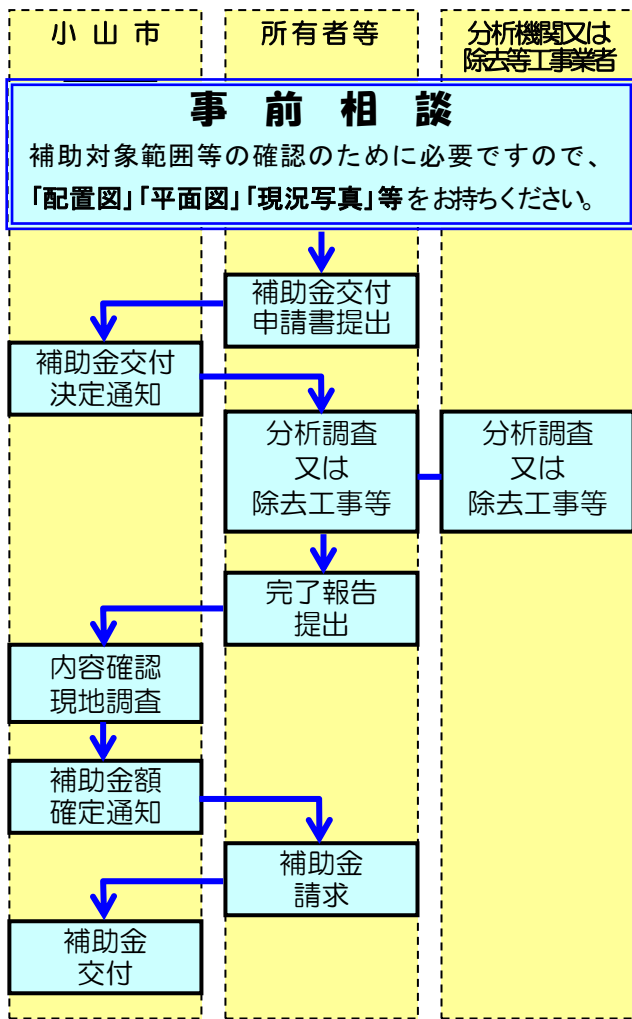 小山市
所有者等
分析機関又は
除去等工事業者
事前相談
補助対象範囲等の確認のために必要ですので、
「配置図」「平面図」「現況写真」等をお持ちください。
補助金交付
申請書提出
補助金交付
決定通知
分析調査
又は
除去工事等
分析調査
又は
除去工事等
完了報告
提出
内容確認
現地調査
補助金額
確定通知
補助金
請求
補助金
交付